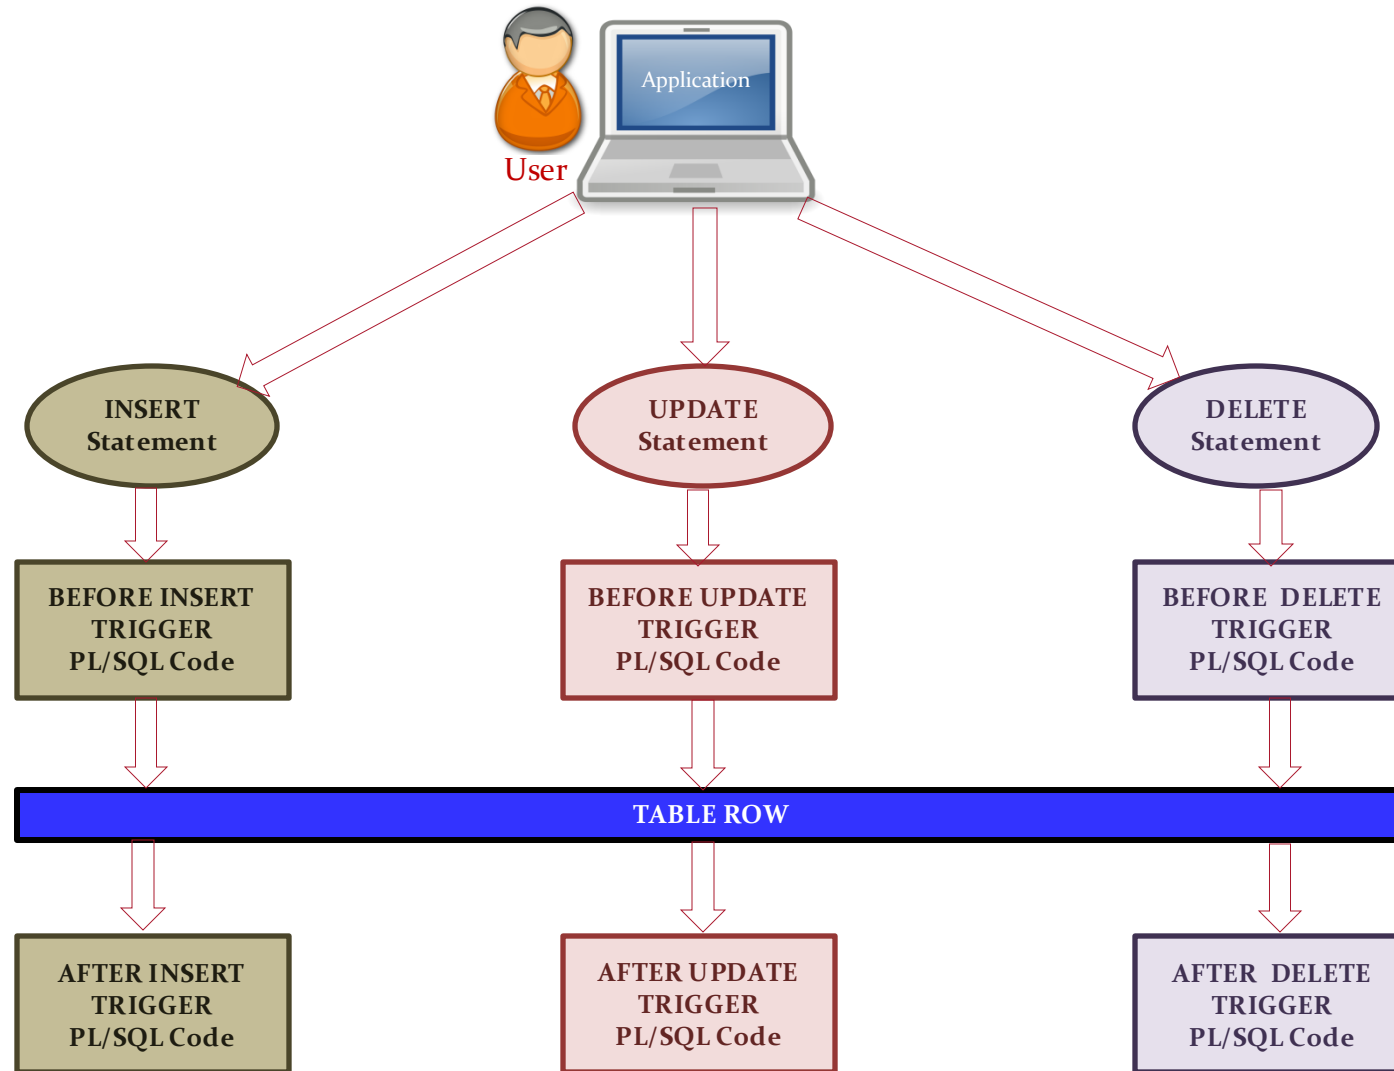 Application
User
INSERT
Statement
UPDATE
Statement
DELETE
Statement
BEFORE INSERT
TRIGGER
PL/SQL Code
BEFORE UPDATE
TRIGGER
PL/SQL Code
BEFORE DELETE
TRIGGER
PL/SQL Code
TABLE ROW
AFTER INSERT
TRIGGER
PL/SQL Code
AFTER UPDATE
TRIGGER
PL/SQL Code
AFTER DELETE
TRIGGER
PL/SQL Code